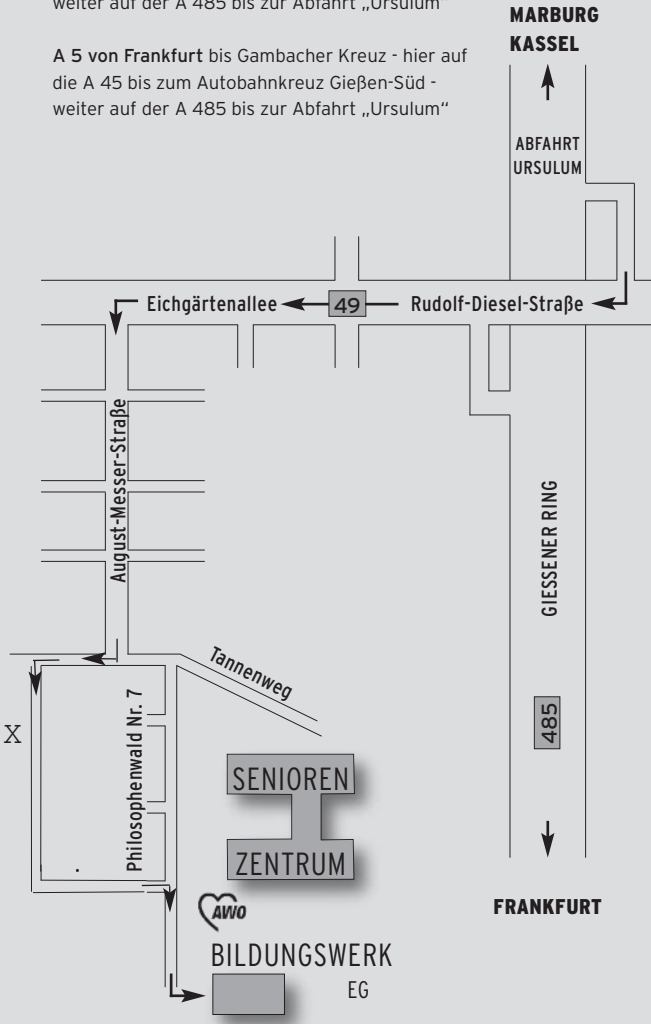 weiter auf der A 485 bis zur Abfahrt „Ursulum“
A 5 von Frankfurt bis Gambacher Kreuz - hier auf
die A 45 bis zum Autobahnkreuz Gießen-Süd -
weiter auf der A 485 bis zur Abfahrt „Ursulum“
MARBURG
KASSEL
ABFAHRT
URSULUM
Eichgärtenallee
49
Rudolf-Diesel-Straße
August-Messer-Straße
GIESSENER RING
Tannenweg
Philosophenwald Nr. 7
X
485
SENIOREN
ZENTRUM
FRANKFURT
AWO
BILDUNGSWERK
EG